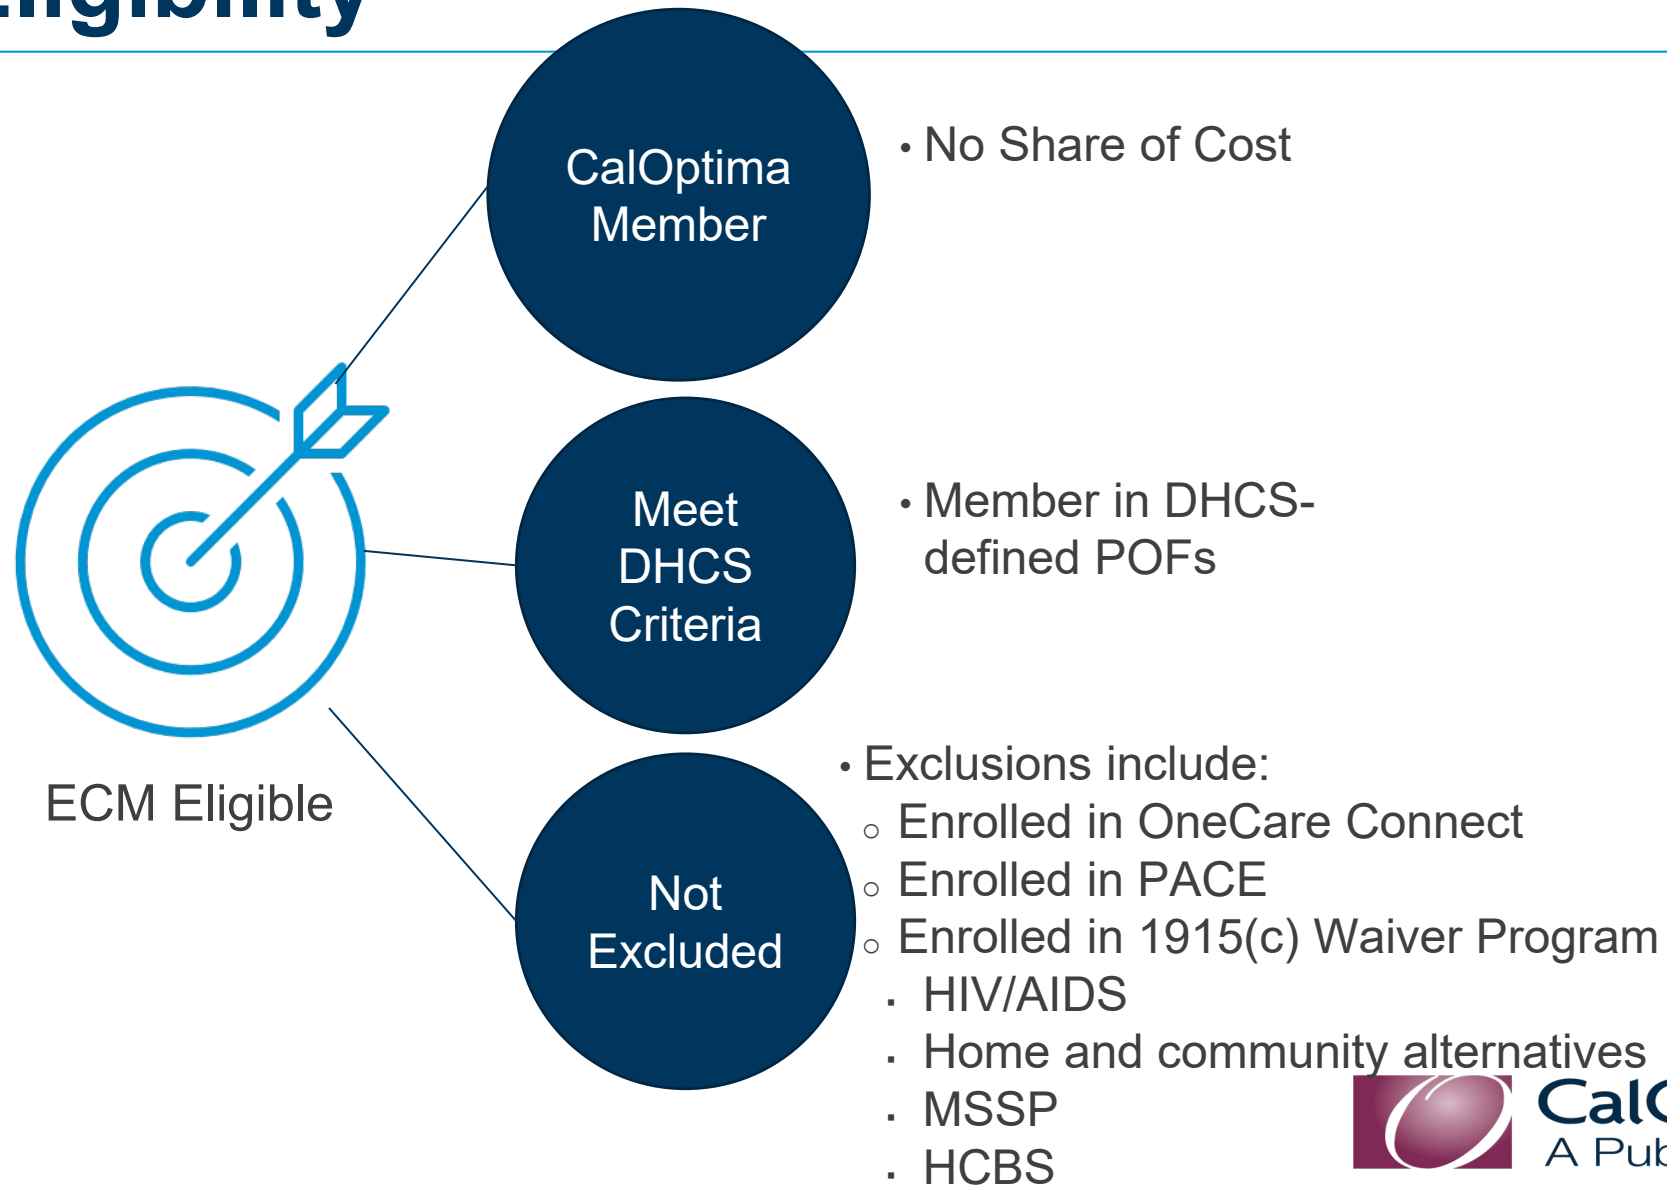 Eligibility
CalOptima
Member
• No Share of Cost
Meet
DHCS
Criteria
• Member in DHCS-
defined POFs
ECM Eligible
Not
Excluded
• Exclusions include:
○ Enrolled in OneCare Connect
○ Enrolled in PACE
○ Enrolled in 1915(c) Waiver Program
▪ HIV/AIDS
▪ Home and community alternatives
▪ MSSP
▪ HCBS
A